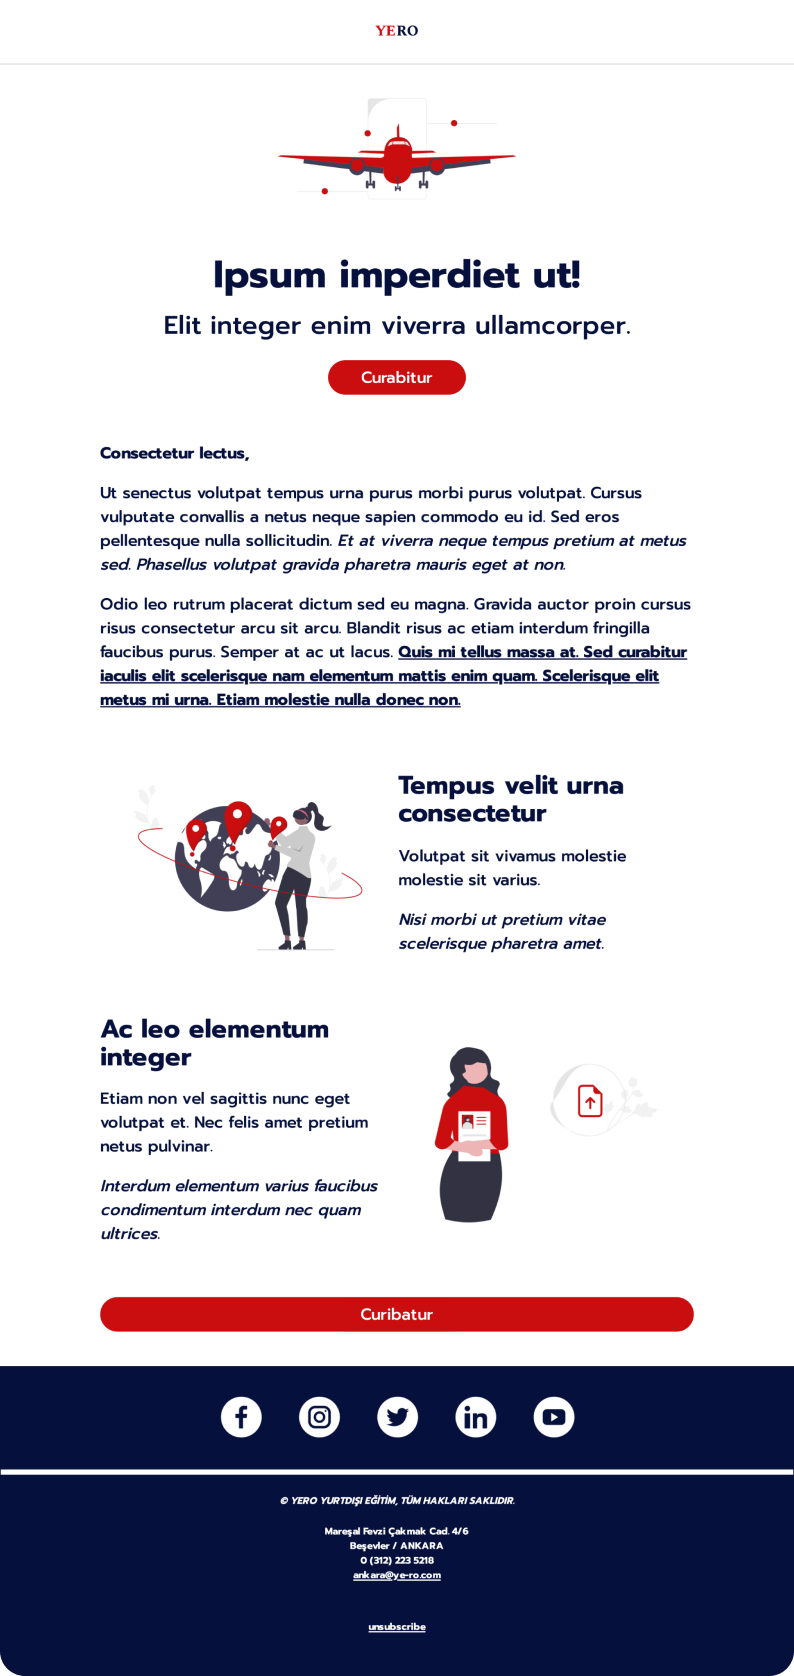 YERO
Ipsum imperdiet ut!
Elit integer enim viverra ullamcorper.
Curabitur
Consectetur lectus,
Ut senectus volutpat tempus urna purus morbi purus volutpat. Cursus
vulputate convallis a netus neque sapien commodo eu id. Sed eros
pellentesque nulla sollicitudin. Et at viverra neque tempus pretium at metus
sed. Phasellus volutpat gravida pharetra mauris eget at non.
Odio leo rutrum placerat dictum sed eu magna. Gravida auctor proin cursus
risus consectetur arcu sit arcu. Blandit risus ac etiam interdum fringilla
faucibus purus. Semper at ac ut lacus. Quis mi tellus massa at. Sed curabitur
iaculis elit scelerisque nam elementum mattis enim quam. Scelerisque elit
metus mi urna. Etiam molestie nulla donec non.
Tempus velit urna
consectetur
Volutpat sit vivamus molestie
molestie sit varius.
Nisi morbi ut pretium vitae
scelerisque pharetra amet.
Ac leo elementum
integer
Etiam non vel sagittis nunc eget
volutpat et. Nec felis amet pretium
netus pulvinar.
Interdum elementum varius faucibus
condimentum interdum nec quam
ultrices.
Curibatur
© YERO YURTDIŞI EĞİTİM, TÜM HAKLARI SAKLIDIR.
Mareşal Fevzi Çakmak Cad. 4/6
Beşevler / ANKARA
0 (312) 223 5218
ankara@ye-ro.com
unsubscribe